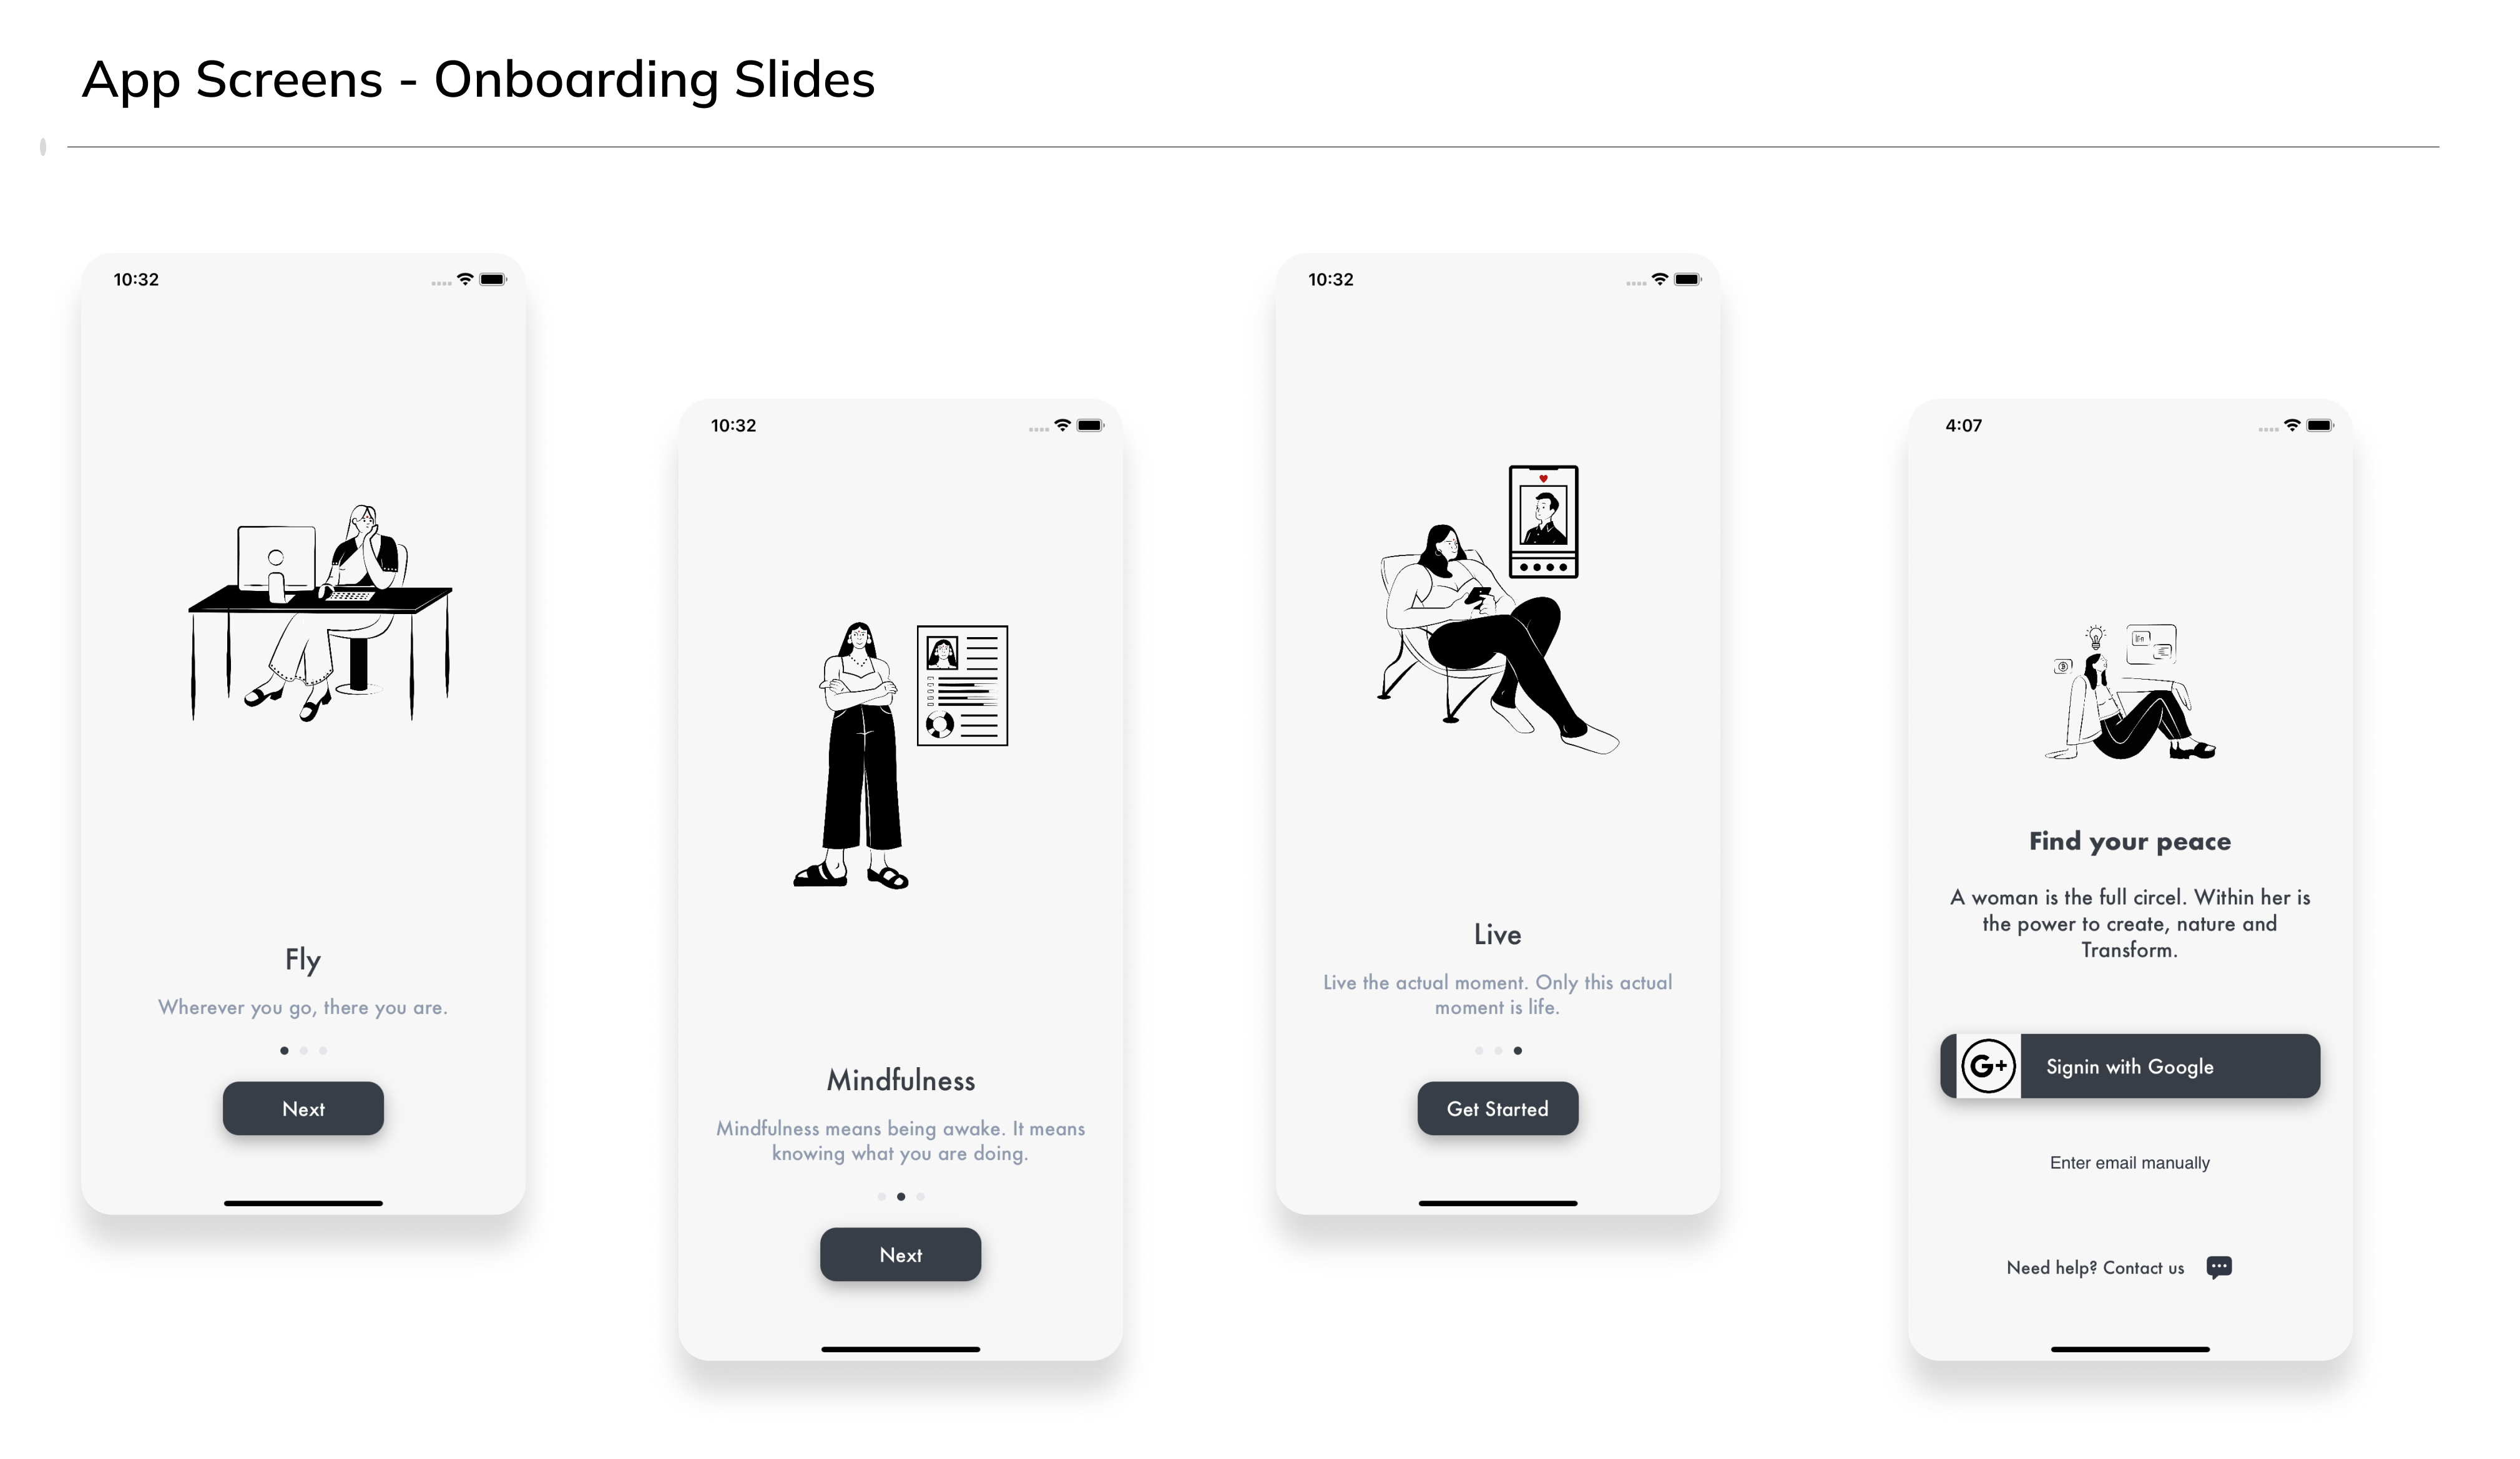 App Screens - Onboarding Slides
10:32
Fly
Wherever you go, there you are.
Next
10:32
Mindfulness
Mindfulness means being awake. It means
knowing what you are doing.
Next
10:32
Live
Live the actual moment. Only this actual
moment is life.
Get Started
4:07
Find your peace
A woman is the full circel. Within her is
the power to create, nature and
Transform.
G+ Signin with Google
Enter email manually
Need help? Contact us